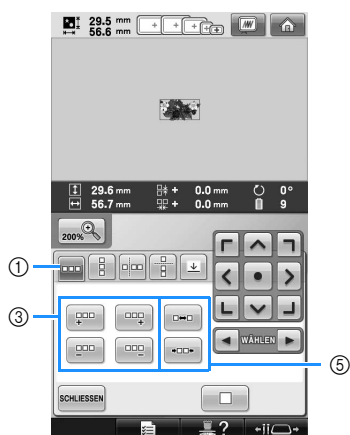 29.5 mm
56.6 mm
29.6 mm + 0.0 mm 0°
56.7 mm + 0.0 mm 9
200%
①
③
WÄHLEN
⑤
SCHLIESSEN
?